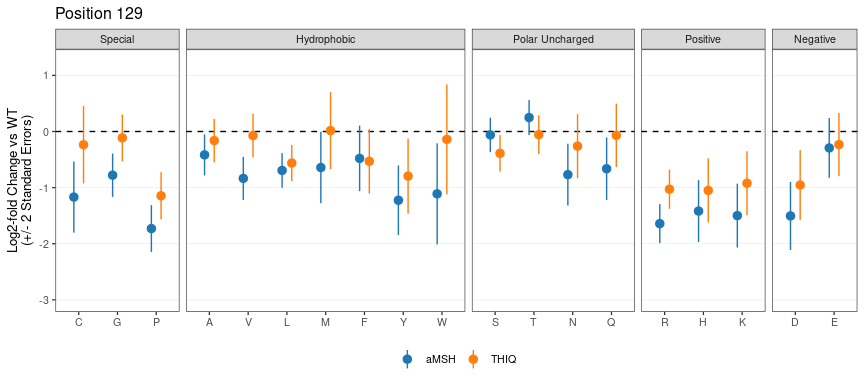 Position 129
Special Hydrophobic Polar Uncharged Positive Negative
Log2-fold Change vs WT
(+/- 2 Standard Errors)
1
0
-1
-2
-3
C G P A V L M F Y W S T N Q R H K D E
aMSH THIQ